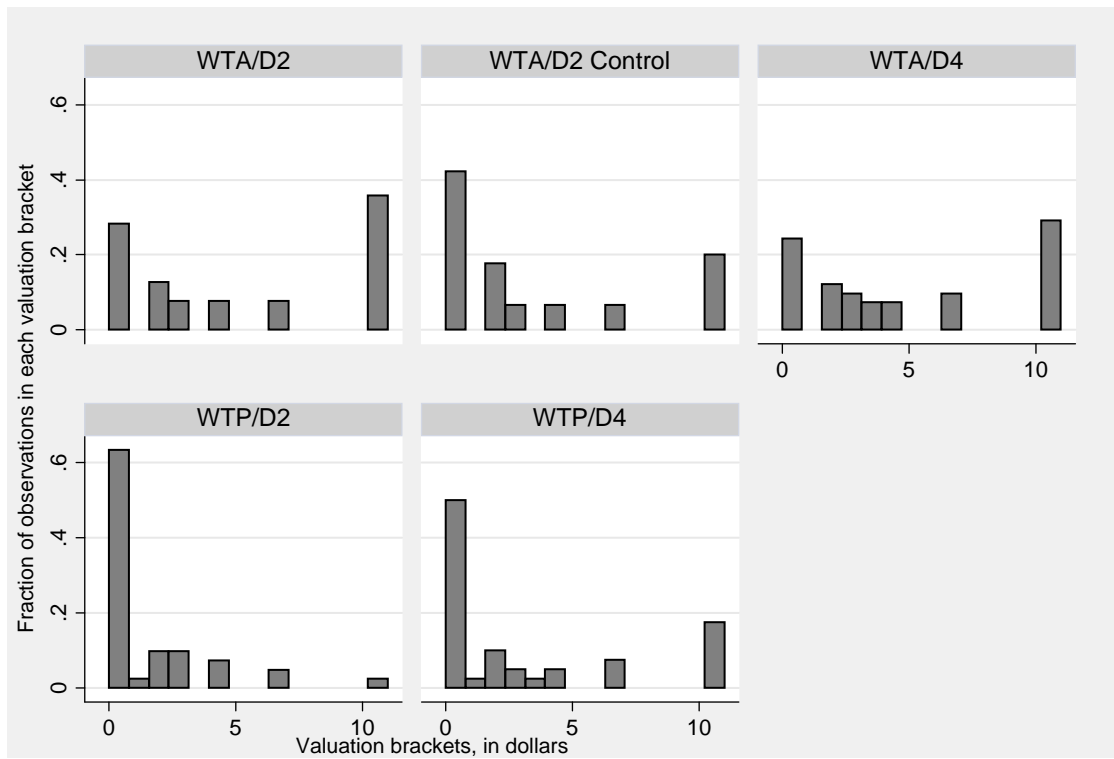 WTA/D2
WTA/D2 Control
WTA/D4
Fraction of observations in each valuation bracket
.6
.4
.2
0
0
5
10
WTP/D2
WTP/D4
.6
.4
.2
0
0
5
10
0
5
10
Valuation brackets, in dollars